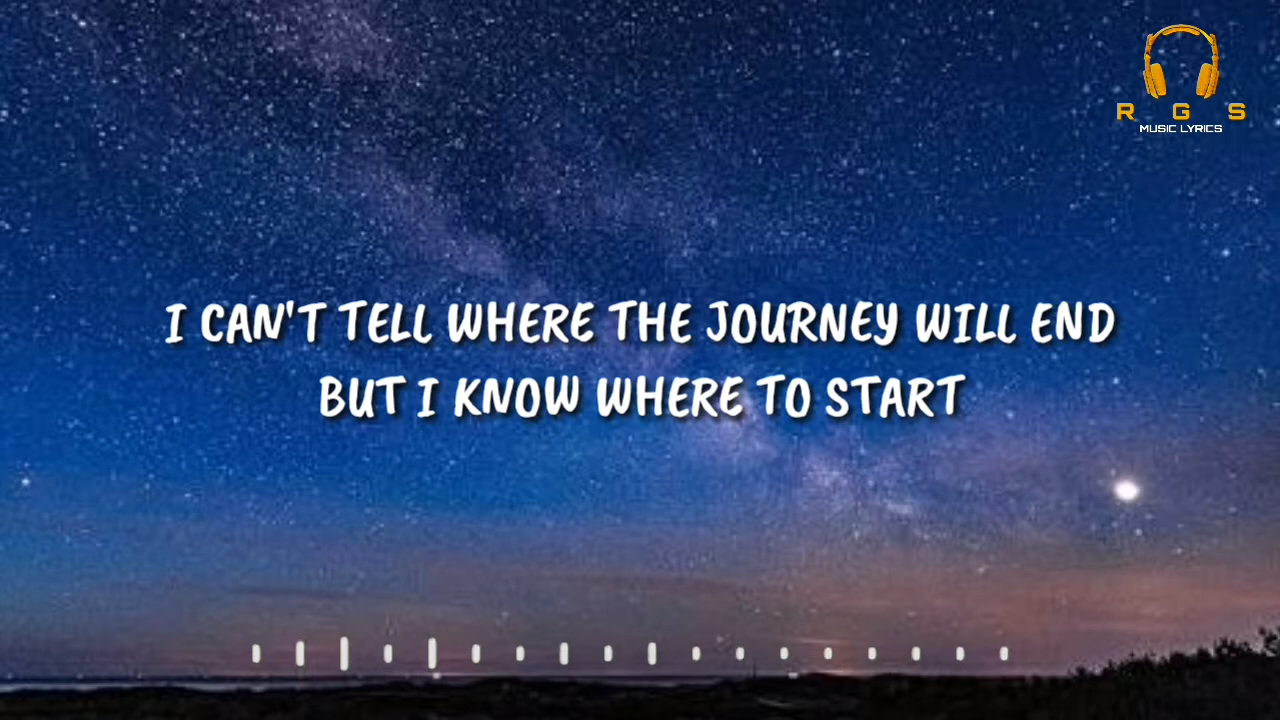 R G S
MUSIC LYRICS
I CAN'T TELL WHERE THE JOURNEY WILL END
BUT I KNOW WHERE TO START